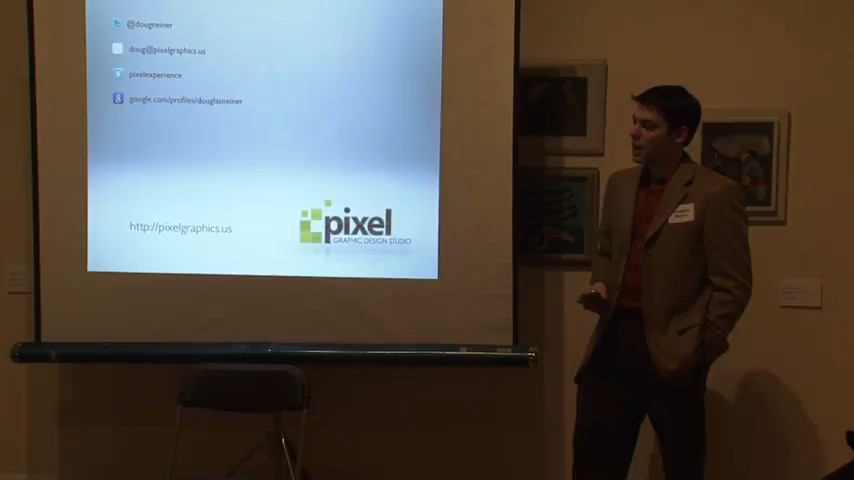 @dougneiner
doug@pixelgraphics.us
pixelexperience
google.com/profiles/douglasneiner
http://pixelgraphics.us
pixel
GRAPHIC DESIGN STUDIO